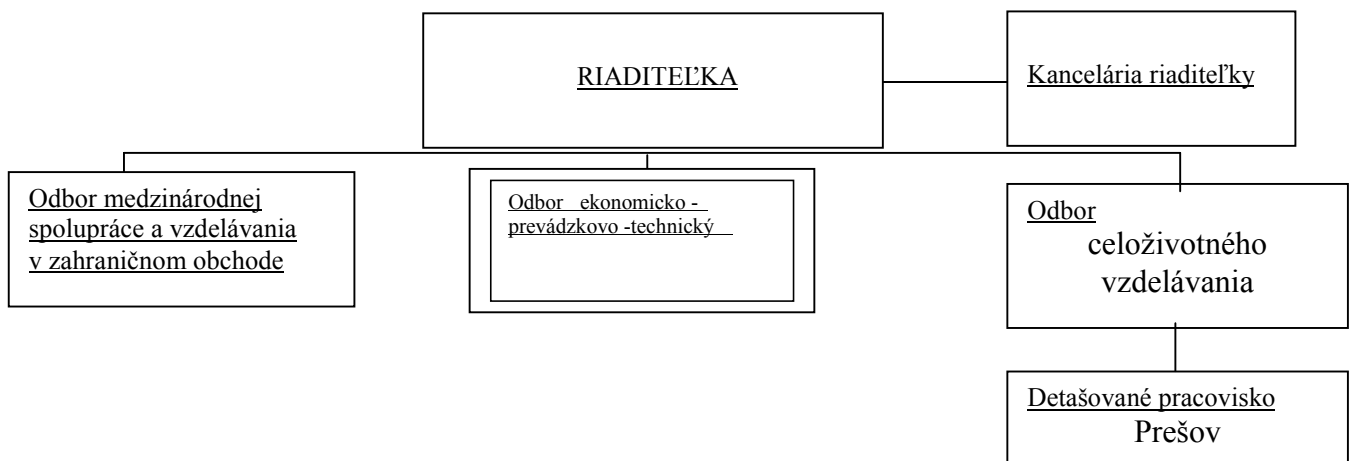 RIADITEĽKA
Kancelária riaditeľky
Odbor medzinárodnej
spolupráce a vzdelávania
v zahraničnom obchode
Odbor ekonomicko -
prevádzkovo -technický
Odbor
celoživotného
vzdelávania
Detašované pracovisko
Prešov